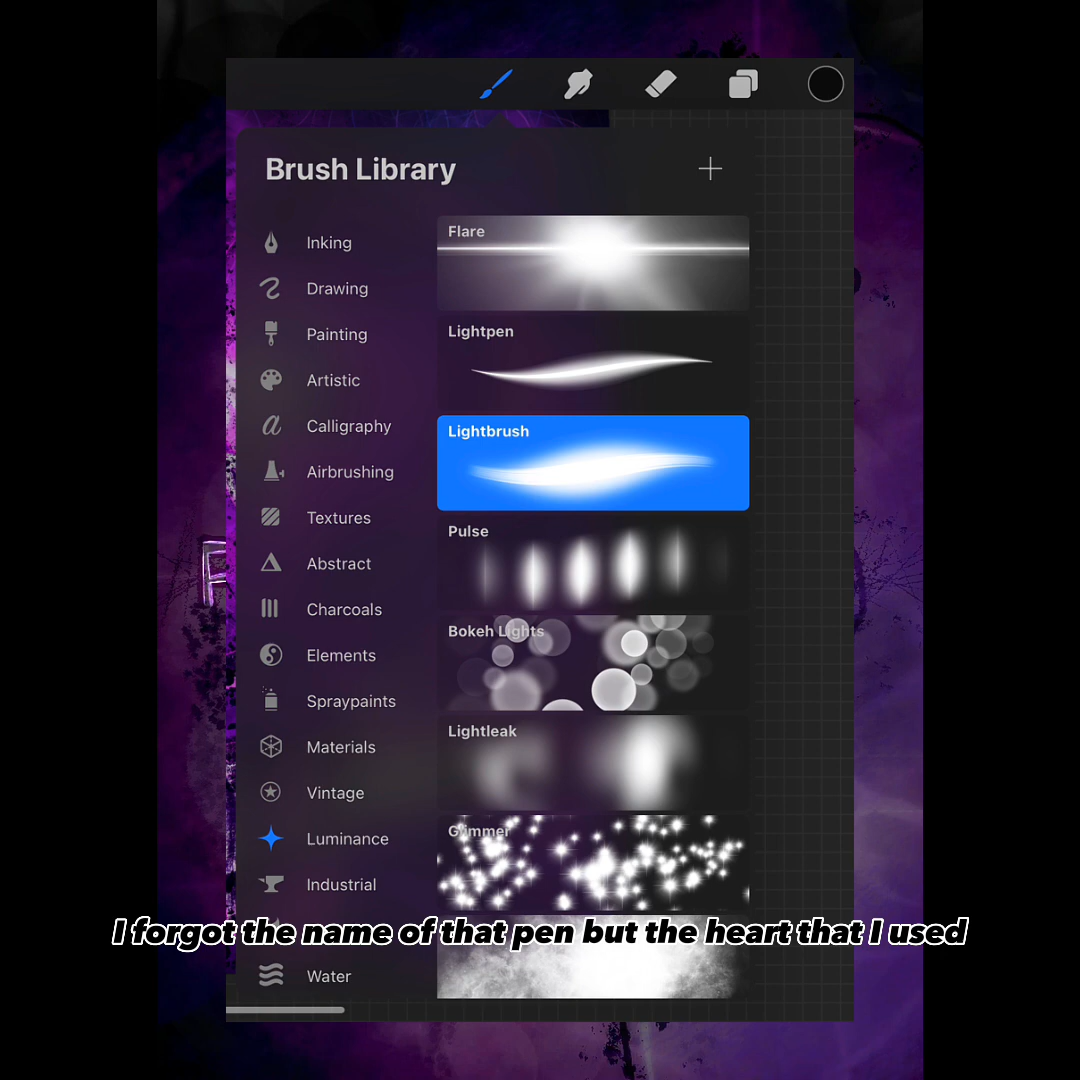 Brush Library
Inking
Drawing
Painting
Artistic
Calligraphy
Airbrushing
Textures
Abstract
Charcoals
Elements
Spraypaints
Materials
Vintage
Luminance
Industrial
Water
Flare
Lightpen
Lightbrush
Pulse
Bokeh Lights
Lightleak
Glimmer
I forgot the name of that pen but the heart that I used